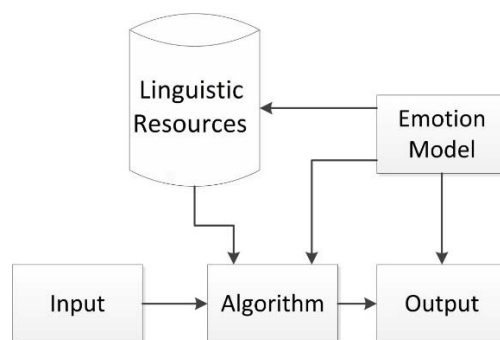 Linguistic
Resources
Emotion
Model
Input
Algorithm
Output